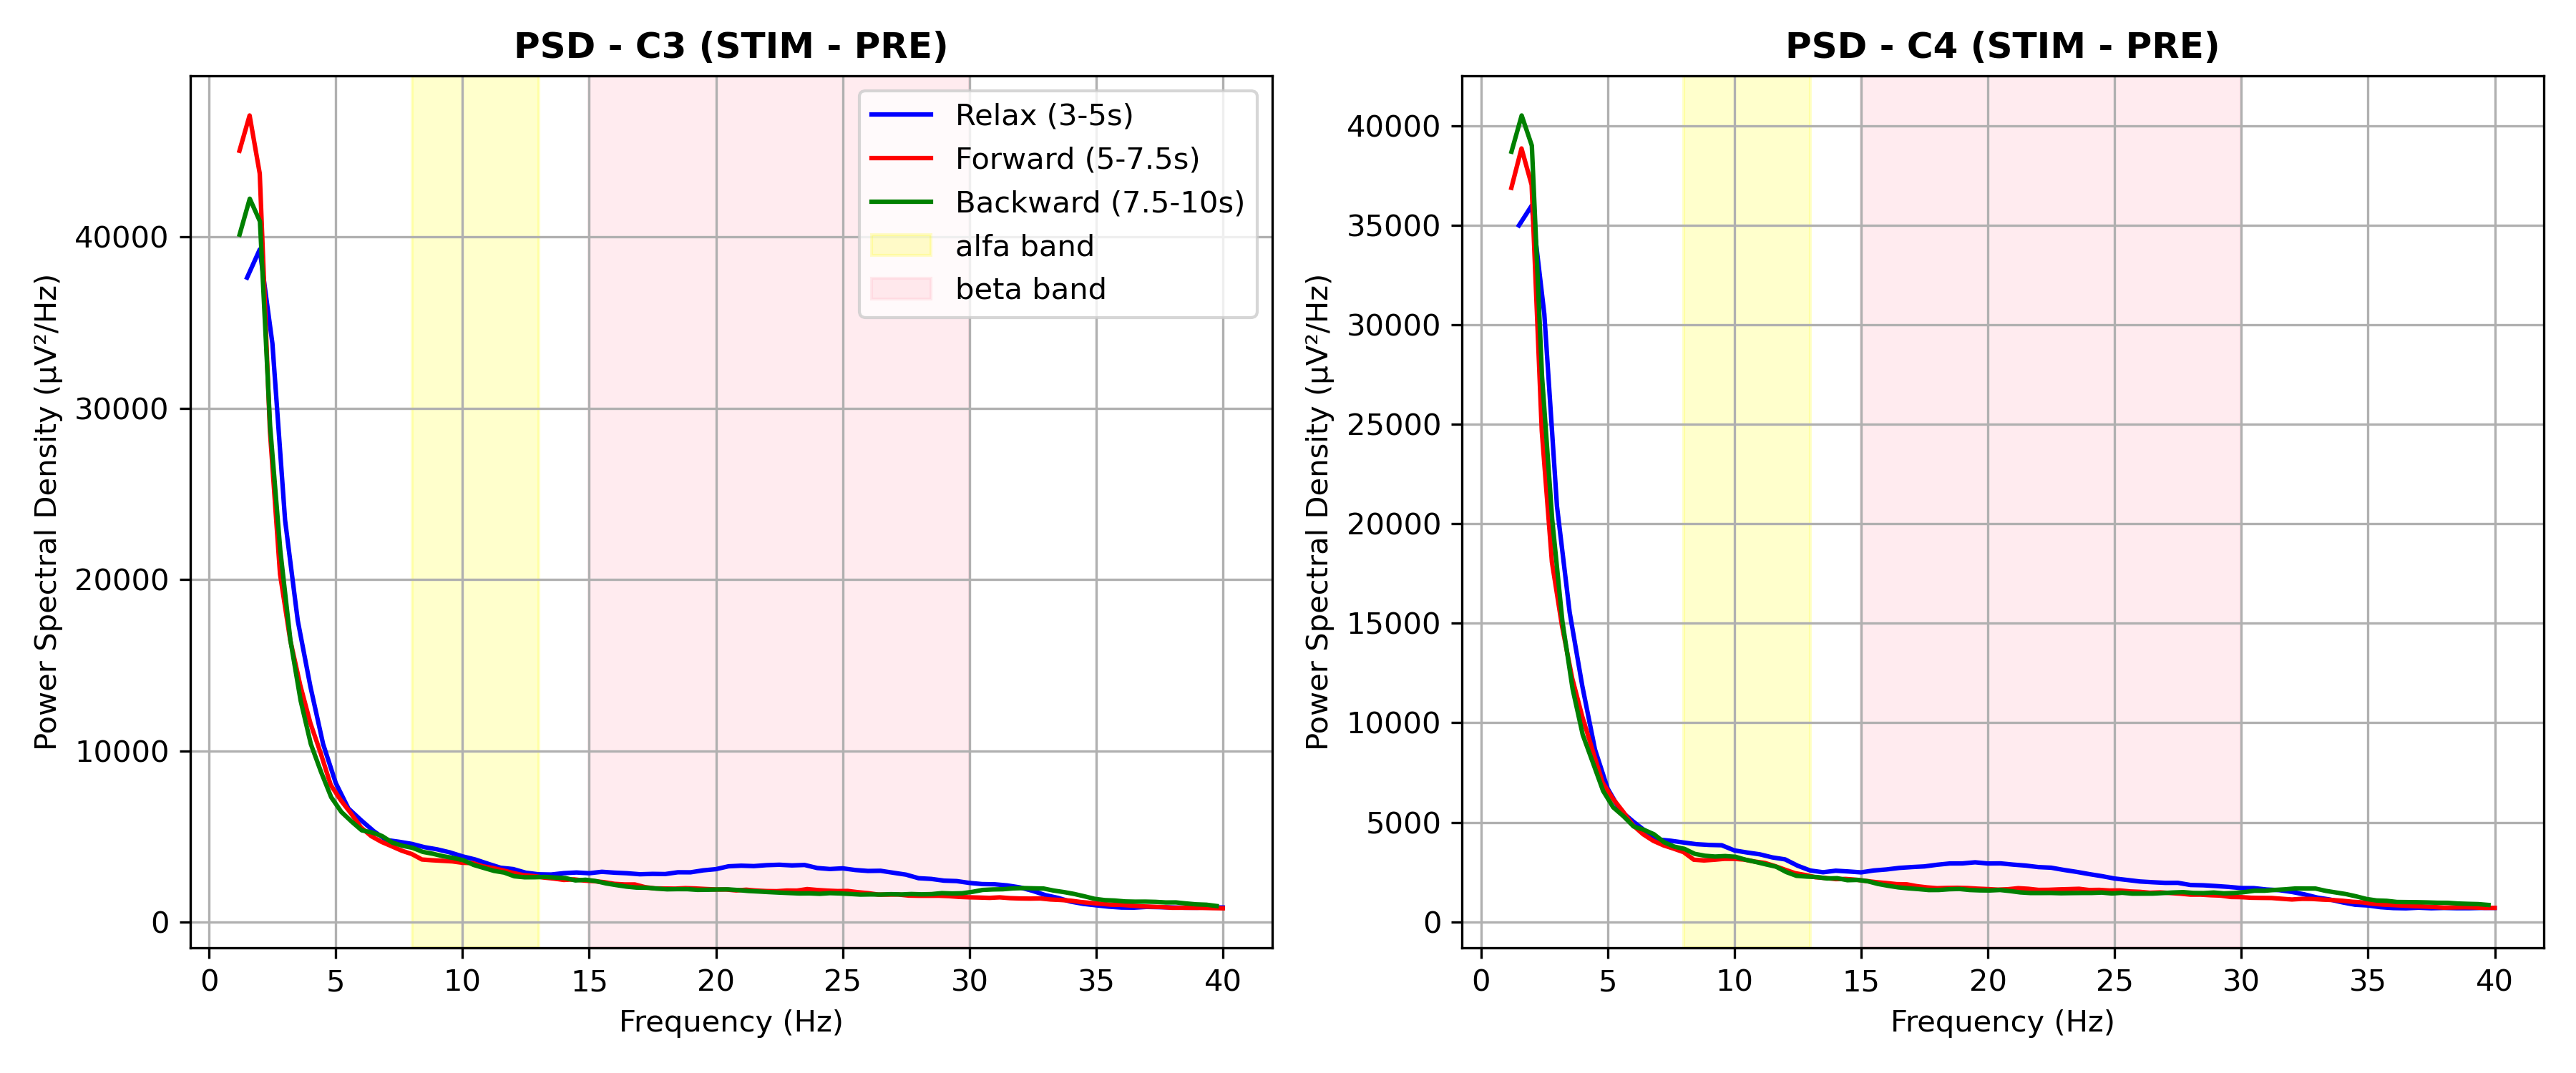 PSD - C3 (STIM - PRE)
Power Spectral Density (µV²/Hz)
40000
30000
20000
10000
0
0 5 10 15 20 25 30 35 40
Frequency (Hz)
Relax (3-5s)
Forward (5-7.5s)
Backward (7.5-10s)
alfa band
beta band
PSD - C4 (STIM - PRE)
Power Spectral Density (µV²/Hz)
40000
35000
30000
25000
20000
15000
10000
5000
0
0 5 10 15 20 25 30 35 40
Frequency (Hz)